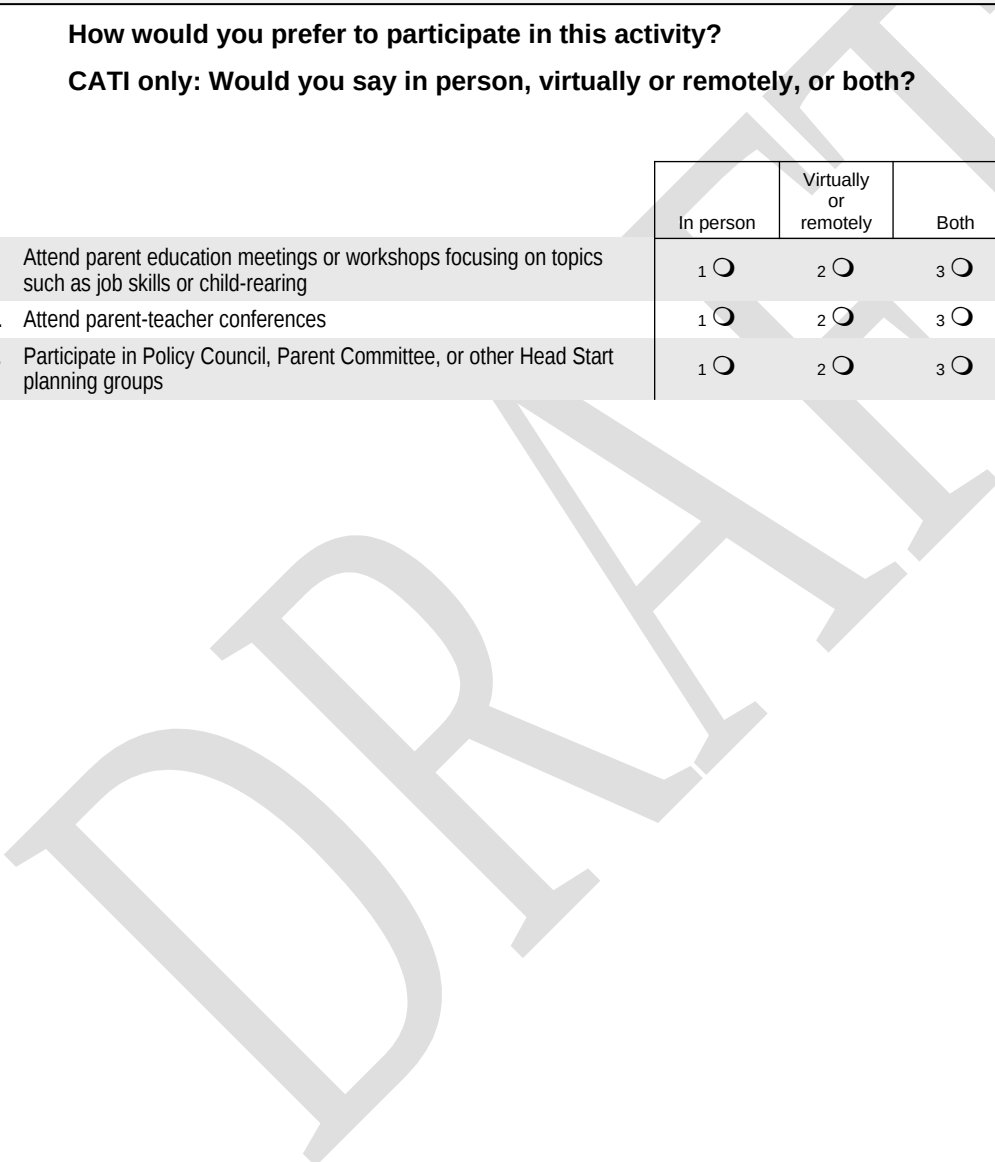 How would you prefer to participate in this activity?
CATI only: Would you say in person, virtually or remotely, or both?
In person
Virtually
or
remotely
Both
Attend parent education meetings or workshops focusing on topics
such as job skills or child-rearing
1 2 3
. Attend parent-teacher conferences
1 2 3
. Participate in Policy Council, Parent Committee, or other Head Start
planning groups
1 2 3
DRAFT